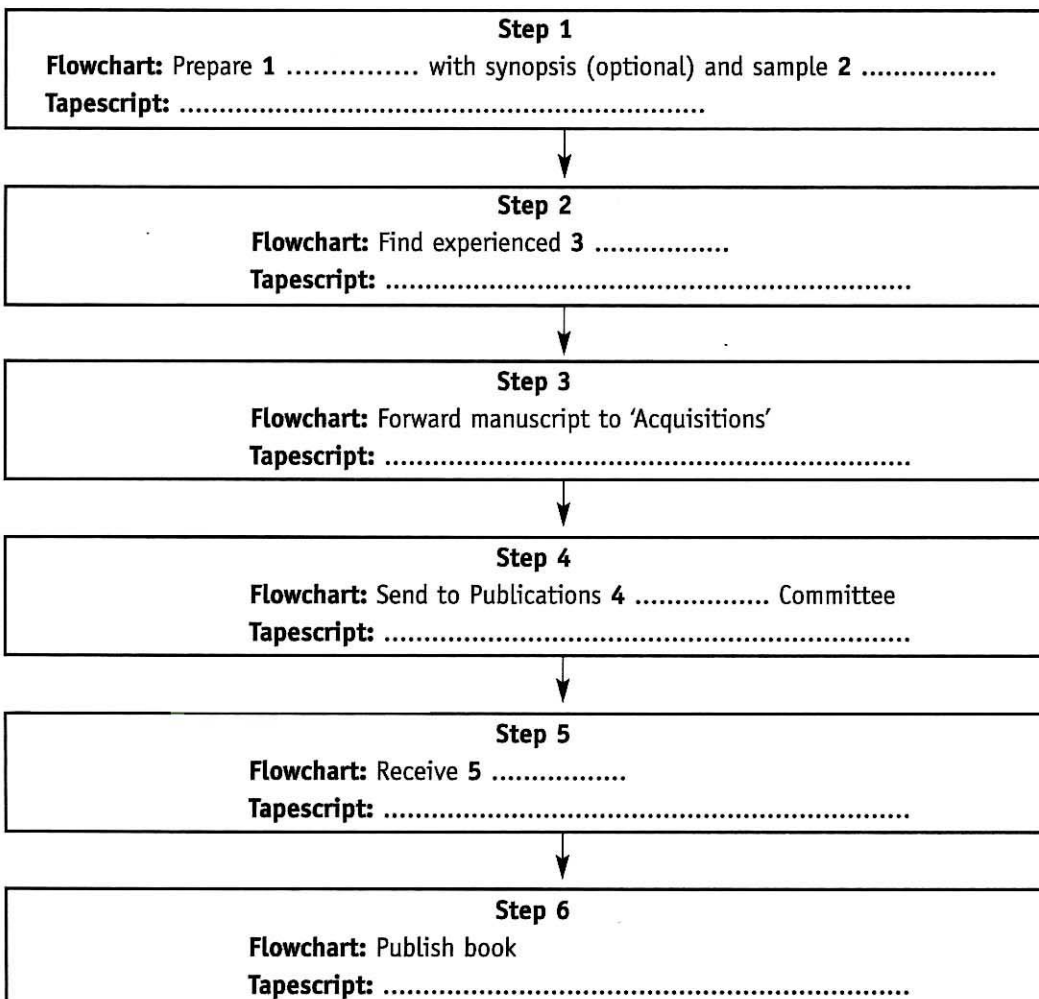 Step 1
Flowchart: Prepare 1 ............... with synopsis (optional) and sample 2 .................
Tapescript: ..................................................................
Step 2
Flowchart: Find experienced 3 .................
Tapescript: ..................................................................
Step 3
Flowchart: Forward manuscript to 'Acquisitions'
Tapescript: ..................................................................
Step 4
Flowchart: Send to Publications 4 ................. Committee
Tapescript: ..................................................................
Step 5
Flowchart: Receive 5 .................
Tapescript: ..................................................................
Step 6
Flowchart: Publish book
Tapescript: ..................................................................